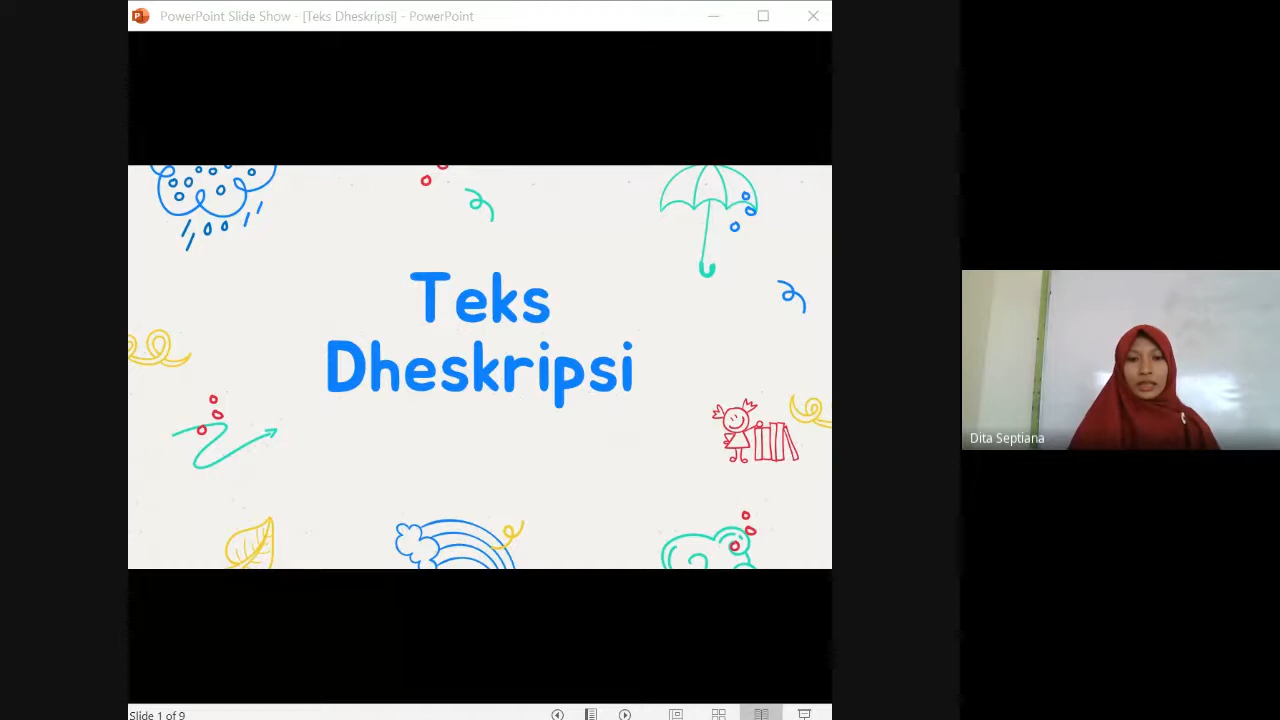 PowerPoint Slide Show - [Teks Dheskripsi] - PowerPoint
Teks
Dheskripsi
Dita Septiana
Slide 1 of 9